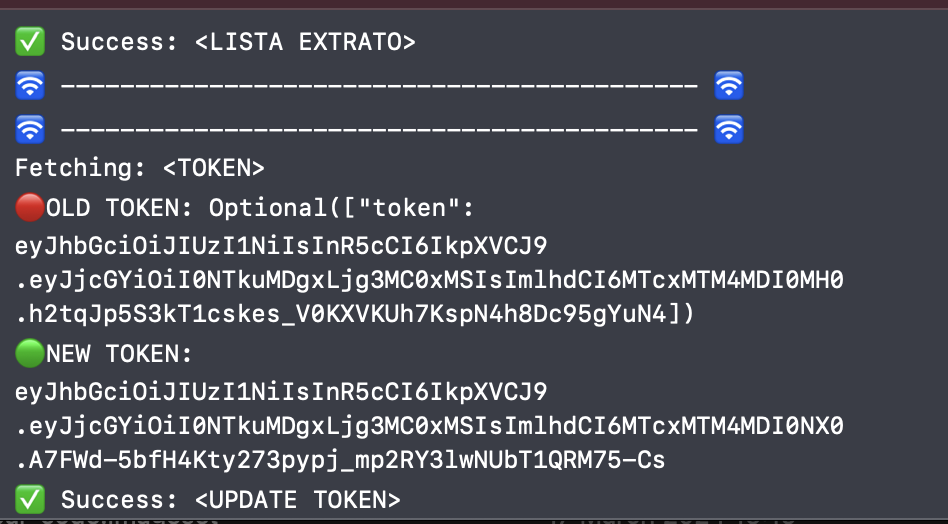 ✅ Success: <LISTA EXTRATO>
🛜 ------------------------------------------- 🛜
🛜 ------------------------------------------- 🛜
Fetching: <TOKEN>
🔴OLD TOKEN: Optional(["token":
eyJhbGciOiJIUzI1NiIsInR5cCI6IkpXVCJ9
.eyJjcGYiOiI0NTkuMDgxLjg3MC0xMSIsImlhdCI6MTcxMTM4MDI0MH0
.h2tqJp5S3kT1cskes_V0KXVKUh7KspN4h8Dc95gYuN4])
🟢NEW TOKEN:
eyJhbGciOiJIUzI1NiIsInR5cCI6IkpXVCJ9
.eyJjcGYiOiI0NTkuMDgxLjg3MC0xMSIsImlhdCI6MTcxMTM4MDI0NX0
.A7FWd-5bfH4Kty273pypj_mp2RY3lwNUbT1QRM75-Cs
✅ Success: <UPDATE TOKEN>